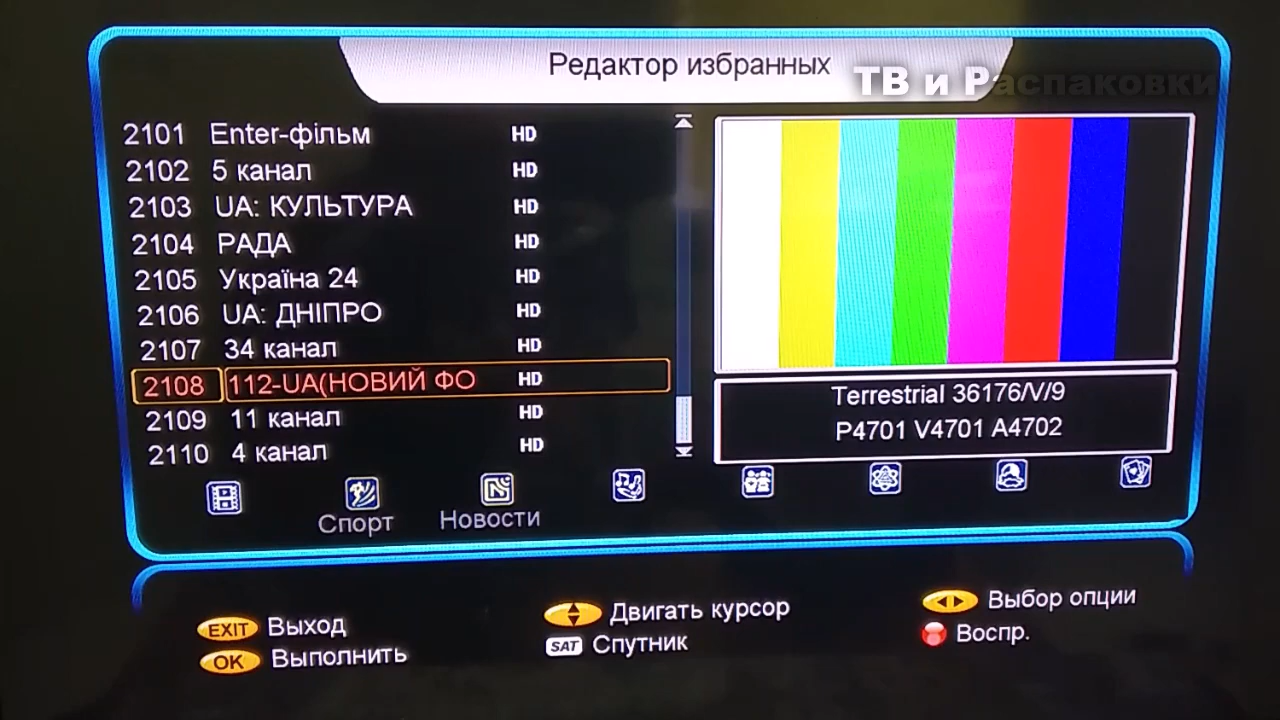 Редактор избранных
ТВ и Распаковки
2101 Enter-фільм HD
2102 5 канал HD
2103 UA: КУЛЬТУРА HD
2104 РАДА HD
2105 Україна 24 HD
2106 UA: ДНІПРО HD
2107 34 канал HD
2108 112-UA(НОВИЙ ФО HD
2109 11 канал HD
2110 4 канал HD
Terrestrial 36176/V/9
P4701 V4701 A4702
Спорт
Новости
EXIT Выход
OK Выполнить
Двигать курсор
SAT Спутник
Выбор опции
Воспр.